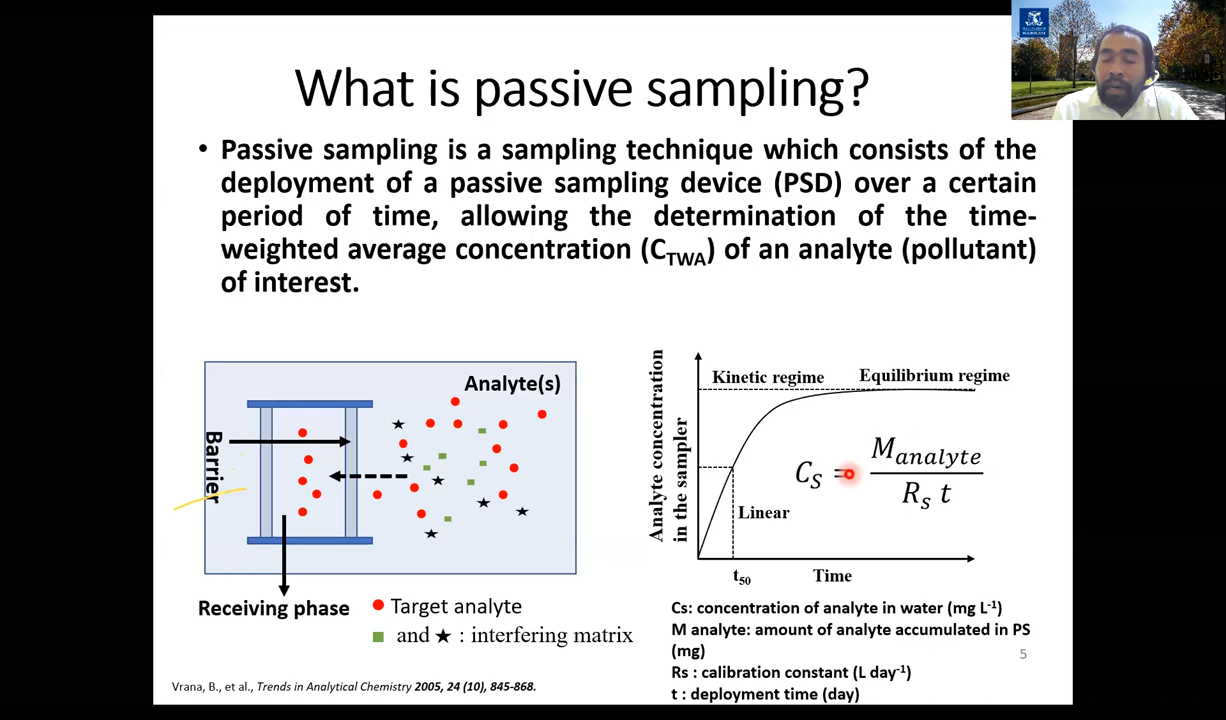 What is passive sampling?
• Passive sampling is a sampling technique which consists of the
deployment of a passive sampling device (PSD) over a certain
period of time, allowing the determination of the time-
weighted average concentration (CTWA) of an analyte (pollutant)
of interest.
Analyte(s)
Barrier
Receiving phase
Target analyte
and ★ : interfering matrix
Analyte concentration
in the sampler
Kinetic regime
Equilibrium regime
Linear
t50
Time
CS = Manalyte / Rs t
Cs: concentration of analyte in water (mg L-1)
M analyte: amount of analyte accumulated in PS
(mg)
Rs : calibration constant (L day-1)
t : deployment time (day)
5
Vrana, B., et al., Trends in Analytical Chemistry 2005, 24 (10), 845-868.